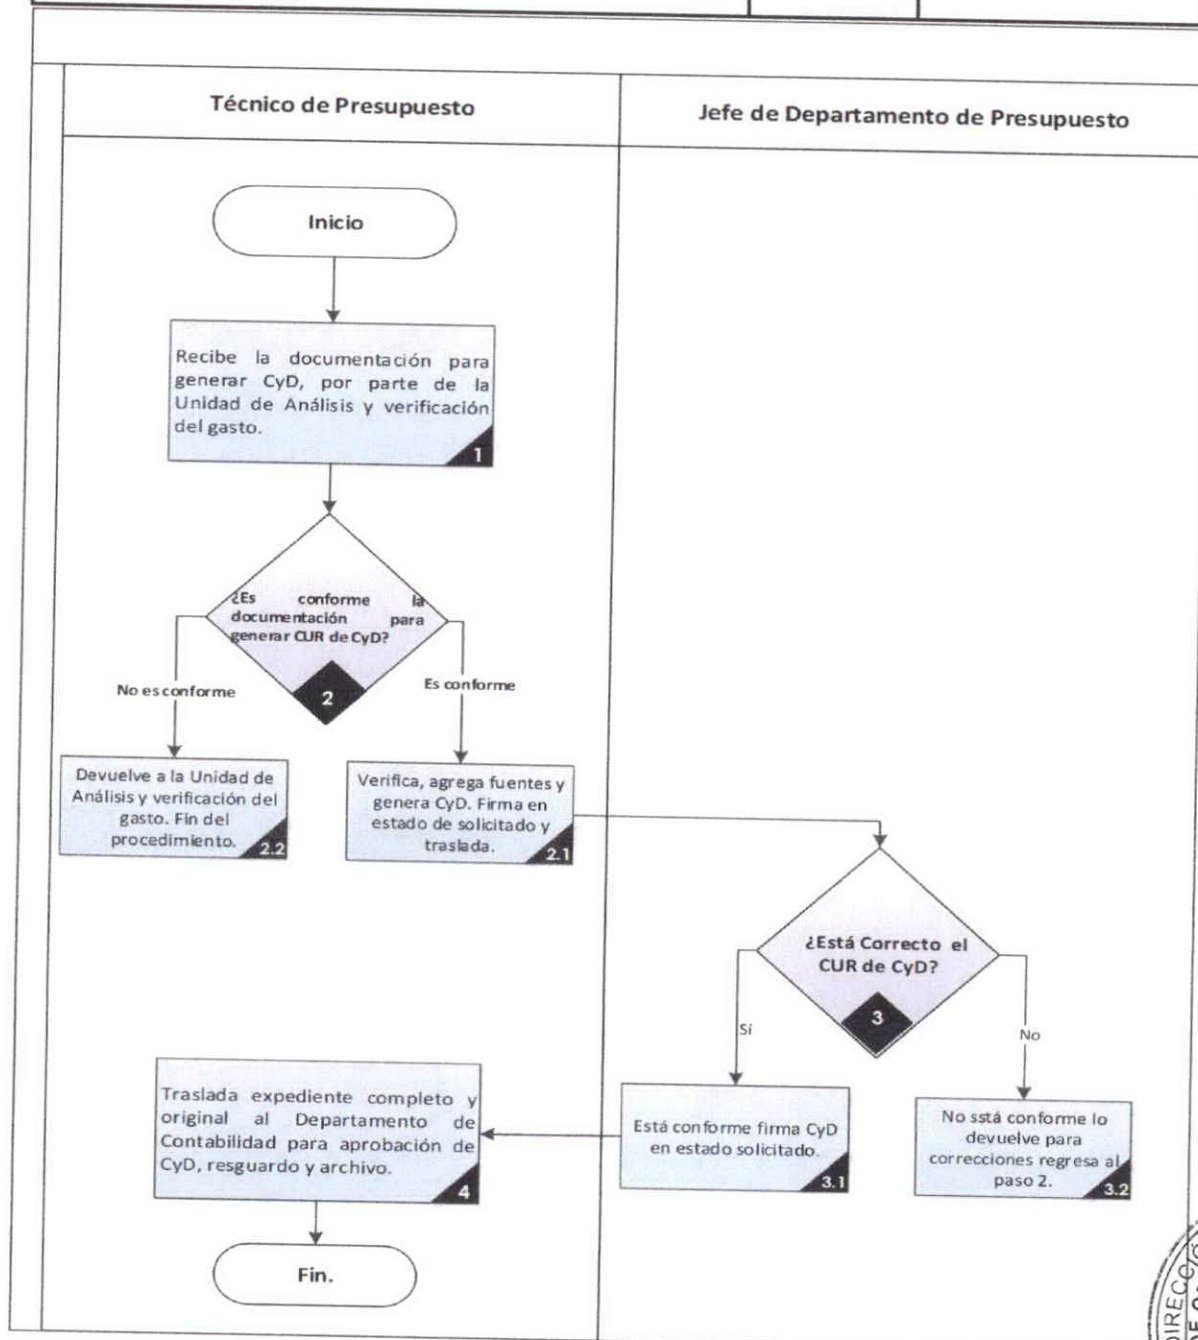 Técnico de Presupuesto
Jefe de Departamento de Presupuesto
Inicio
Recibe la documentación para
generar CyD, por parte de la
Unidad de Análisis y verificación
del gasto.
1
¿Es conforme la
documentación para
generar CUR de CyD?
2
No es conforme
Es conforme
Devuelve a la Unidad de
Análisis y verificación del
gasto. Fin del
procedimiento.
2.2
Verifica, agrega fuentes y
genera CyD. Firma en
estado de solicitado y
traslada.
2.1
¿Está Correcto el
CUR de CyD?
3
Sí
No
Traslada expediente completo y
original al Departamento de
Contabilidad para aprobación de
CyD, resguardo y archivo.
4
Está conforme firma CyD
en estado solicitado.
3.1
No sstá conforme lo
devuelve para
correcciones regresa al
paso 2.
3.2
Fin.